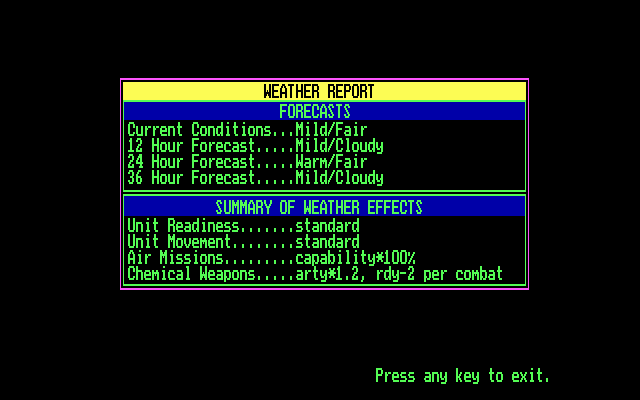 WEATHER REPORT
FORECASTS
Current Conditions...Mild/Fair
12 Hour Forecast.....Mild/Cloudy
24 Hour Forecast.....Warm/Fair
36 Hour Forecast.....Mild/Cloudy
SUMMARY OF WEATHER EFFECTS
Unit Readiness.......standard
Unit Movement........standard
Air Missions.........capability*100%
Chemical Weapons.....arty*1.2, rdy-2 per combat
Press any key to exit.